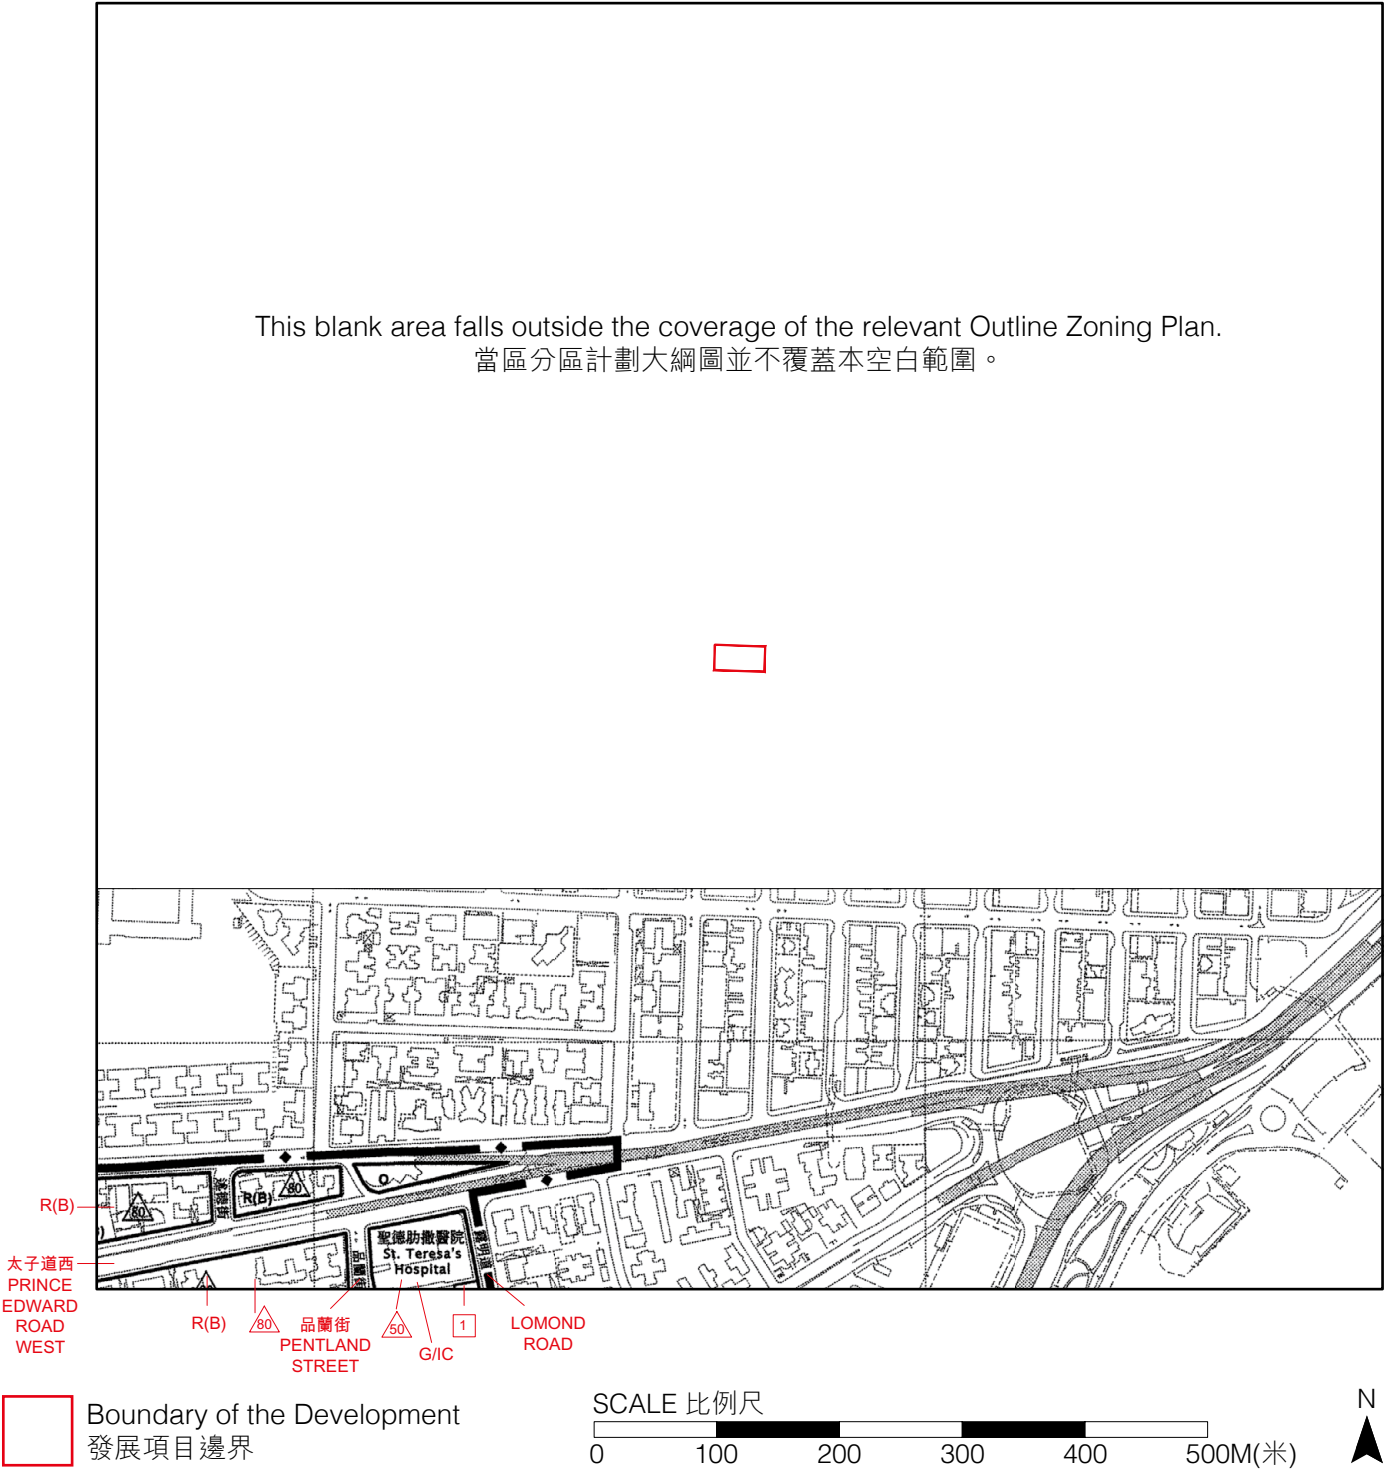 This blank area falls outside the coverage of the relevant Outline Zoning Plan.
當區分區計劃大綱圖並不覆蓋本空白範圍。
O
R(B)
80
80
聖德肋撒醫院
St. Teresa's
Hospital
R(B)
太子道西
PRINCE
EDWARD
ROAD
WEST
R(B)
80
品蘭街
PENTLAND
STREET
50
G/IC
1
LOMOND
ROAD
Boundary of the Development
發展項目邊界
SCALE 比例尺
0 100 200 300 400 500M(米)
N